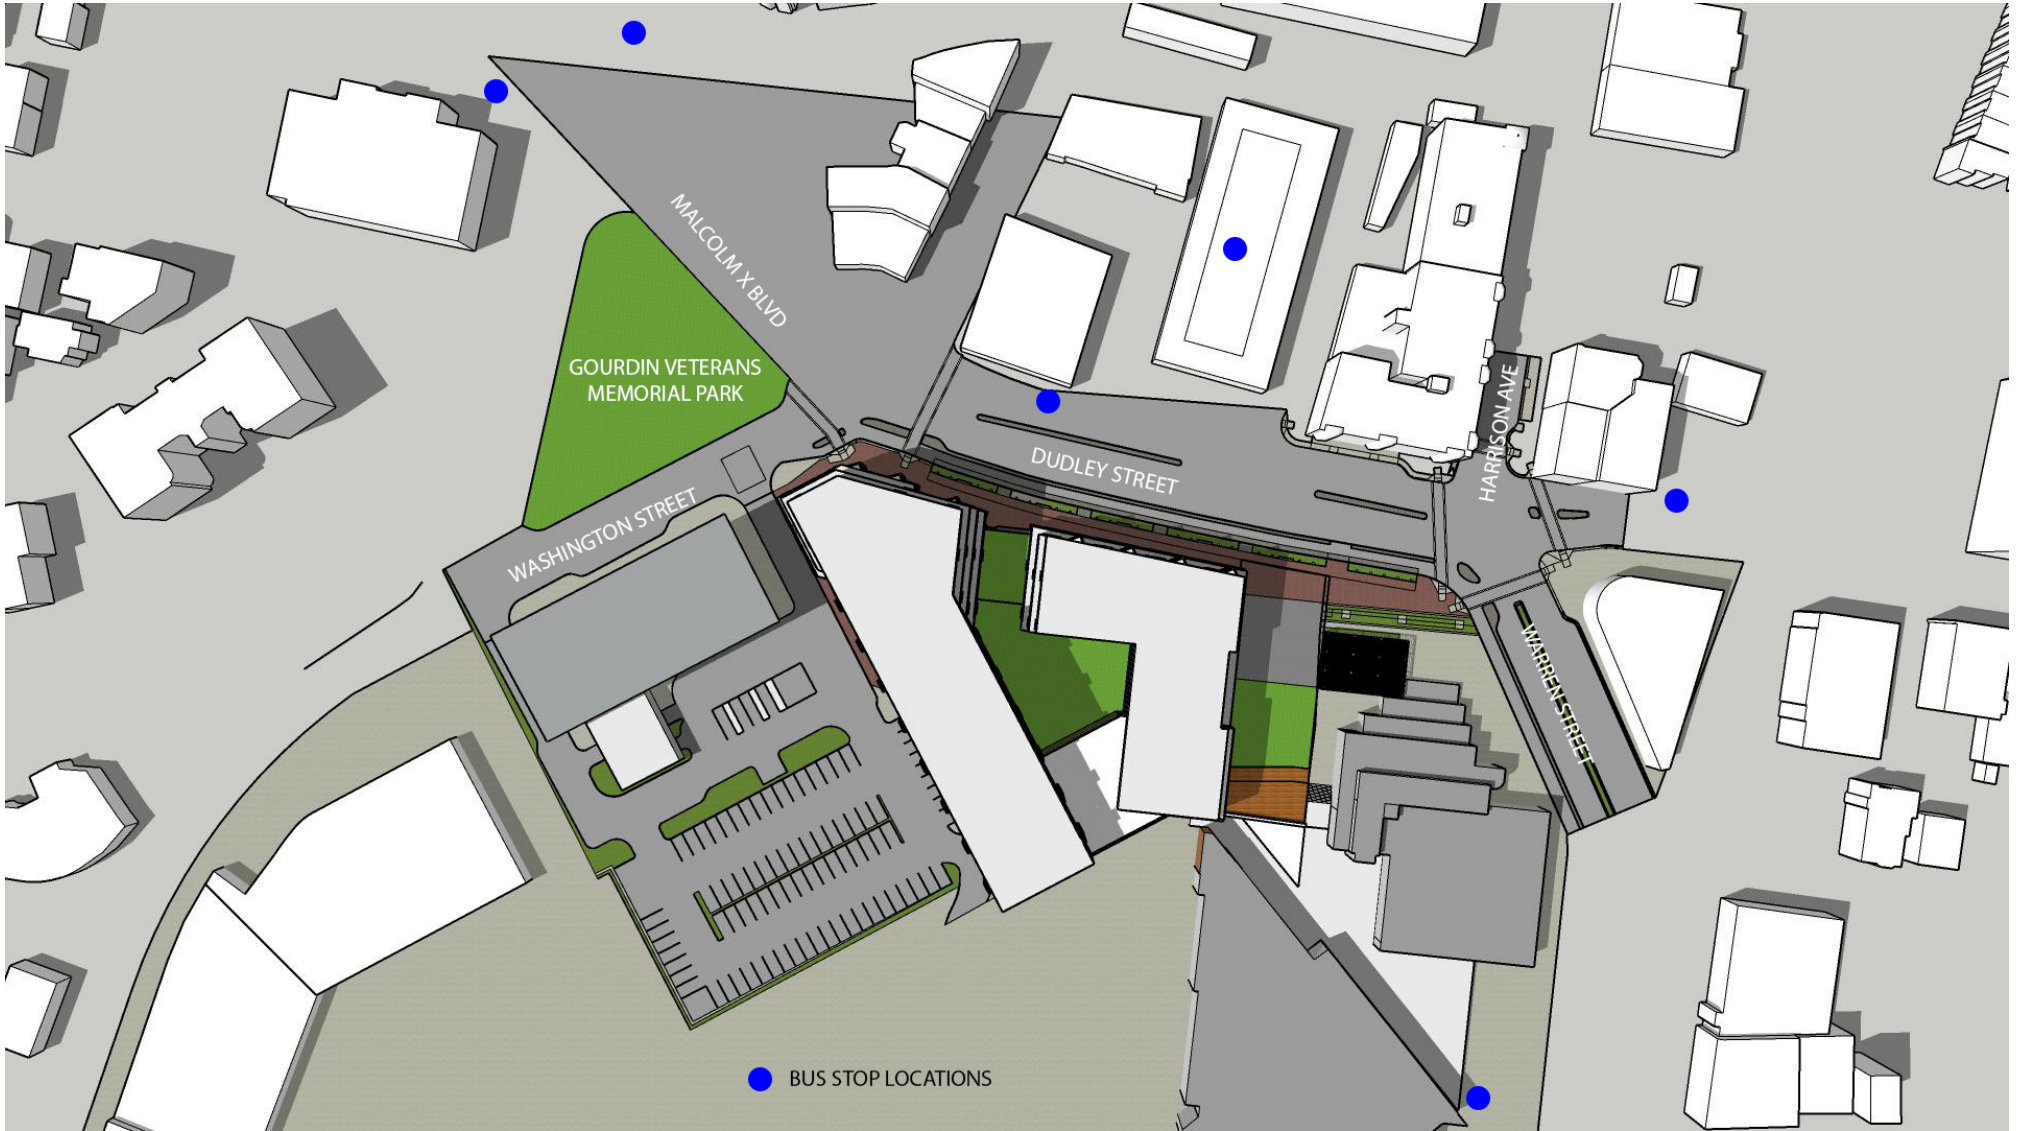 MALCOLM X BLVD
GOURDIN VETERANS
MEMORIAL PARK
HARRISON AVE
DUDLEY STREET
WASHINGTON STREET
WARREN STREET
BUS STOP LOCATIONS